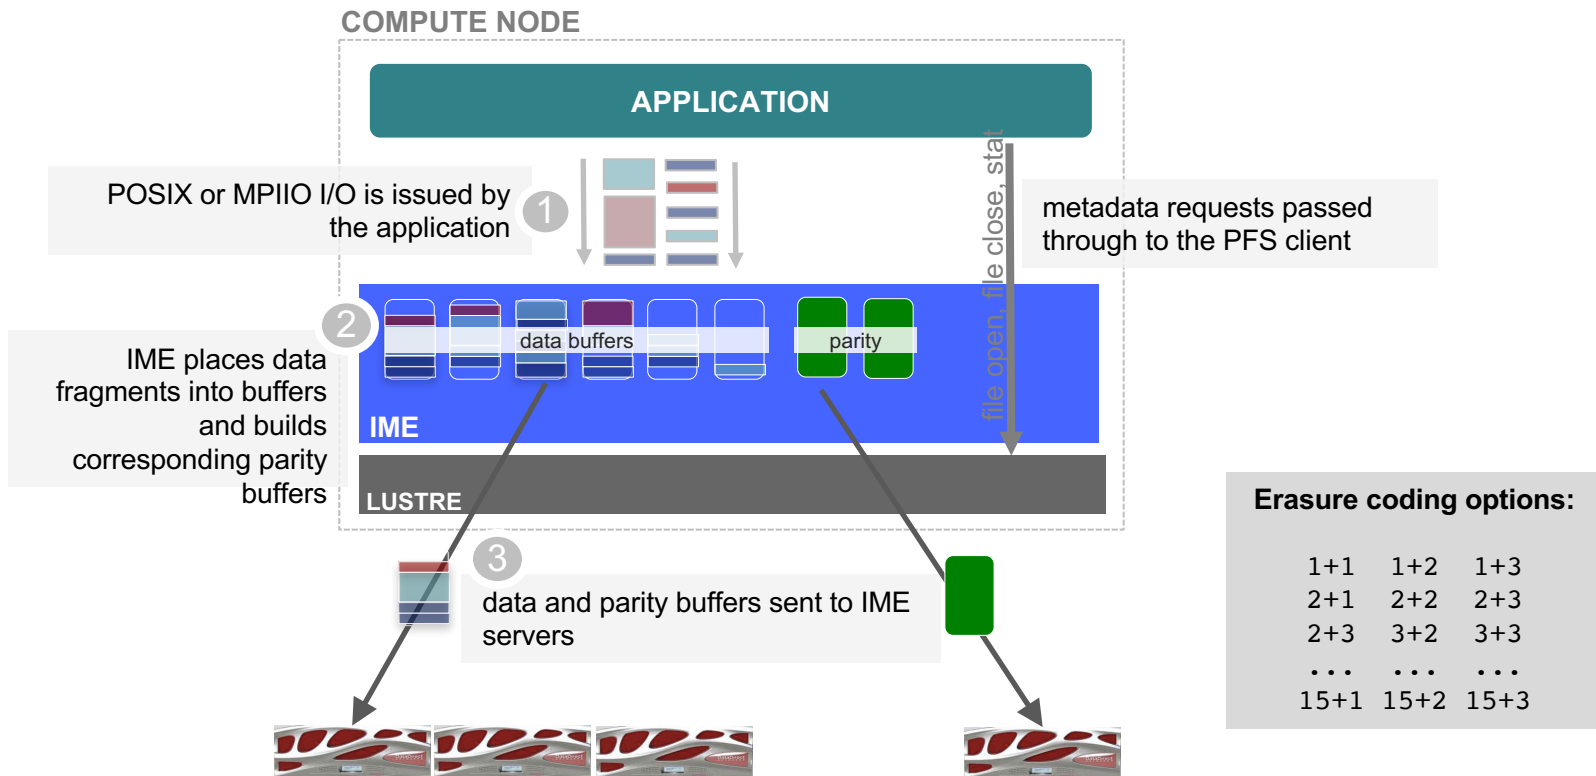 COMPUTE NODE
APPLICATION
POSIX or MPIIO I/O is issued by
the application
1
file open, file close, stat
metadata requests passed
through to the PFS client
2
IME places data
fragments into buffers
and builds
corresponding parity
buffers
data buffers
parity
IME
LUSTRE
3
data and parity buffers sent to IME
servers
Erasure coding options:
1+1 1+2 1+3
2+1 2+2 2+3
2+3 3+2 3+3
... ... ...
15+1 15+2 15+3